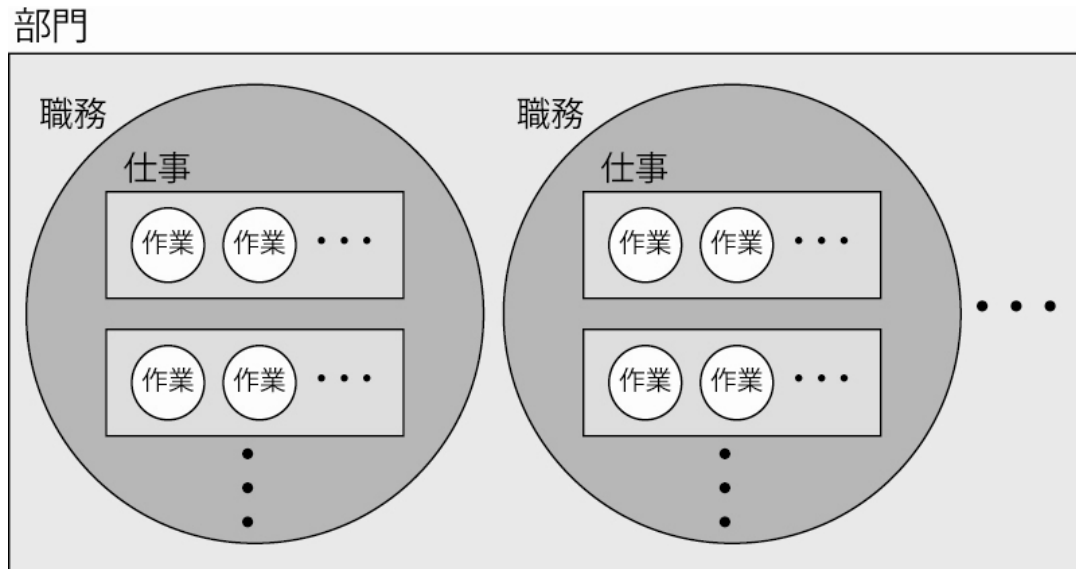 部門
職務 職務
仕事 仕事
作業 作業 ・・・ 作業 作業 ・・・
・・・
作業 作業 ・・・ 作業 作業 ・・・